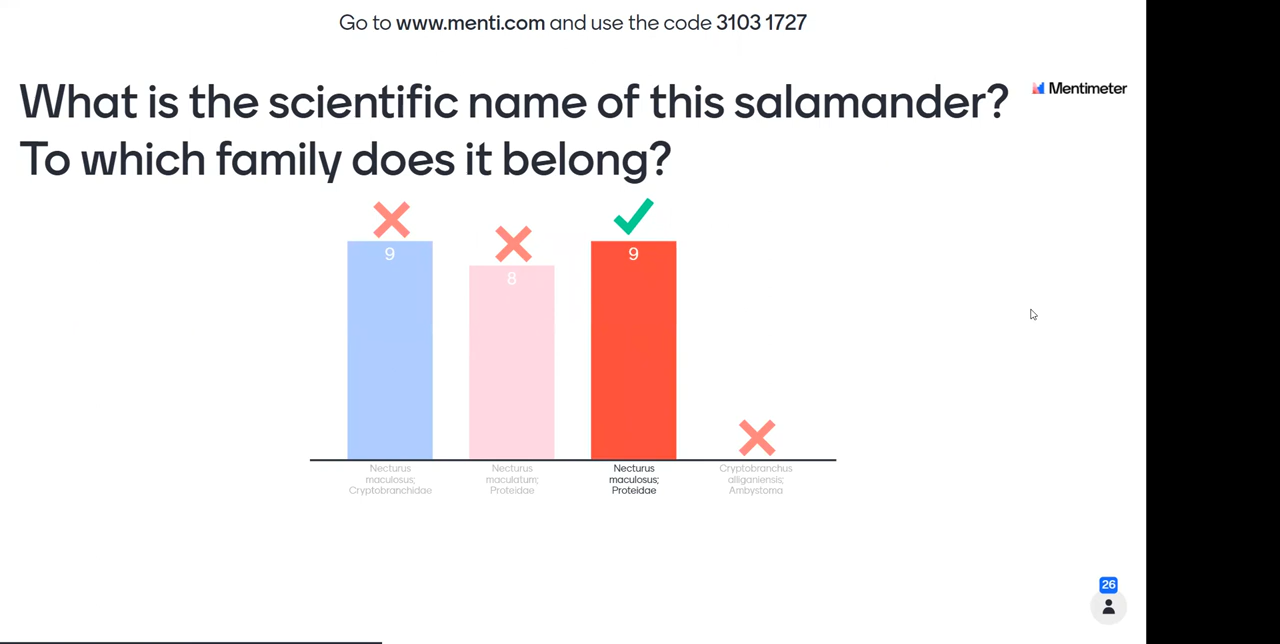 Go to www.menti.com and use the code 3103 1727
What is the scientific name of this salamander?
To which family does it belong?
Mentimeter
9
8
9
Necturus
maculosus;
Cryptobranchidae
Necturus
maculatum;
Proteidae
Necturus
maculosus;
Proteidae
Cryptobranchus
alliganiensis;
Ambystoma
26